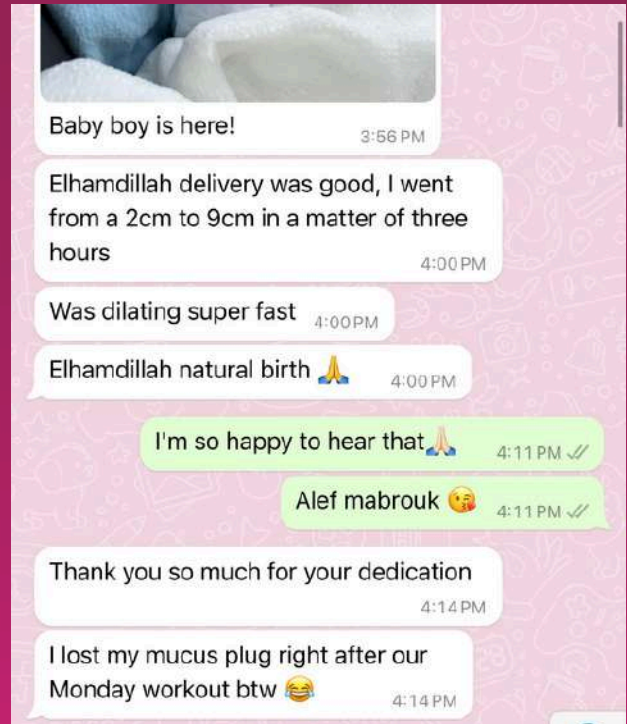 Baby boy is here!
3:56 PM
Elhamdillah delivery was good, I went
from a 2cm to 9cm in a matter of three
hours
4:00 PM
Was dilating super fast 4:00 PM
Elhamdillah natural birth 🙏 4:00 PM
I'm so happy to hear that🙏🏻 4:11 PM
Alef mabrouk 😘 4:11 PM
Thank you so much for your dedication
4:14 PM
I lost my mucus plug right after our
Monday workout btw 😂 4:14 PM